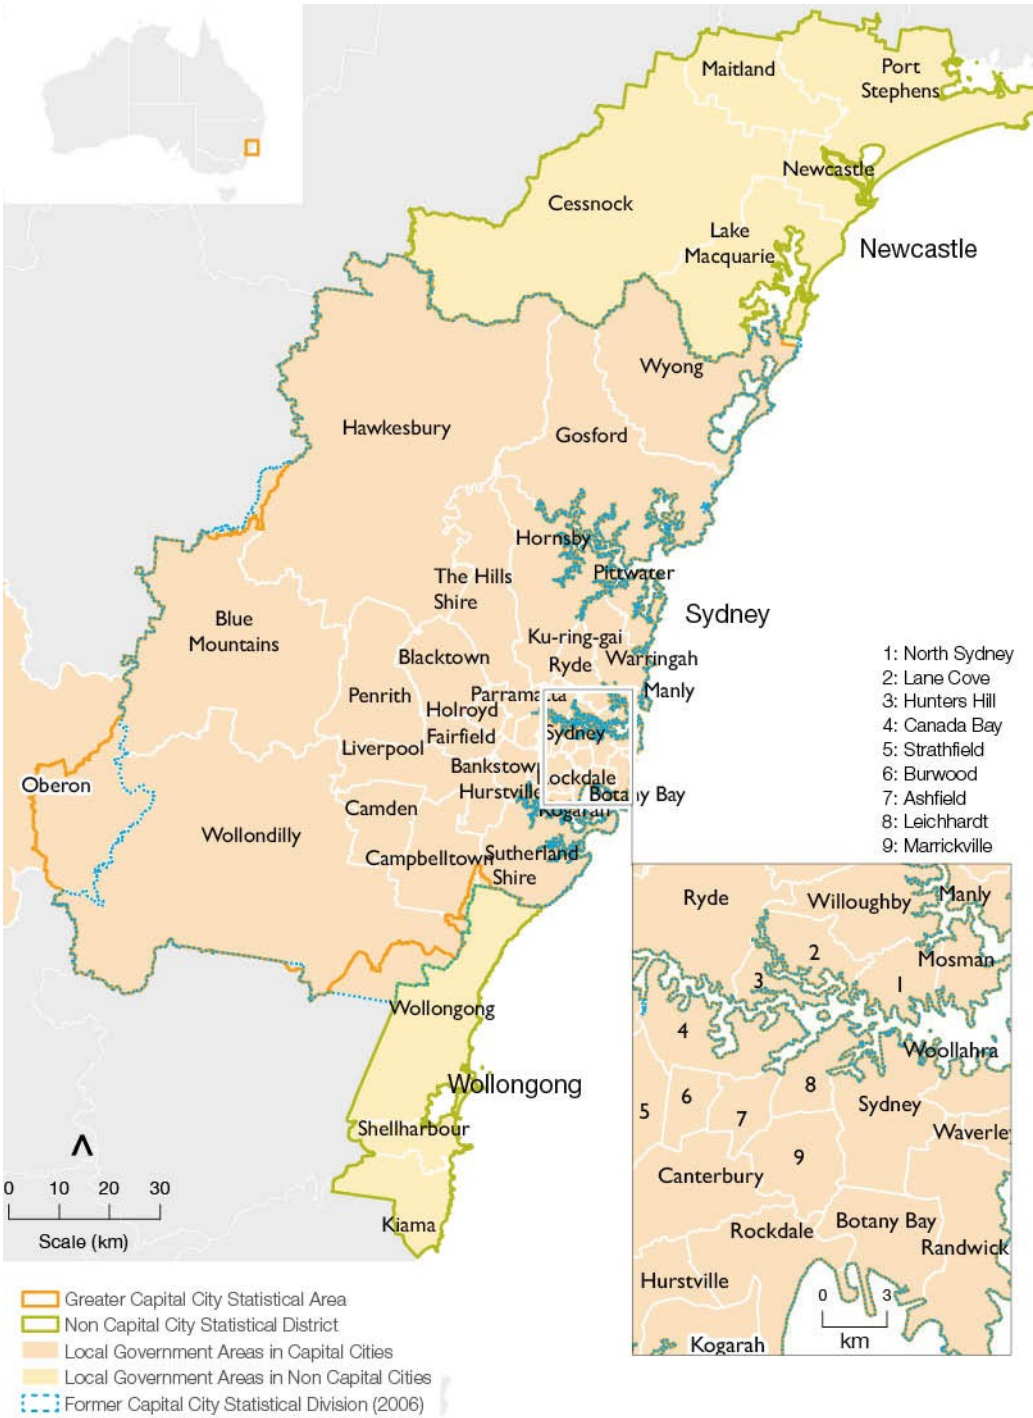 Maitland
Port
Stephens
Newcastle
Cessnock
Lake
Macquarie
Newcastle
Wyong
Hawkesbury
Gosford
Hornsby
Pittwater
The Hills
Shire
Sydney
Blue
Mountains
Ku-ring-gai
Blacktown
Ryde
Warringah
Penrith
Parramatta
Manly
Holroyd
Sydney
Fairfield
Liverpool
Bankstown
Rockdale
Oberon
Hurstville
Botany Bay
Camden
Kogarah
Wollondilly
Campbelltown
Sutherland
Shire
Wollongong
Wollongong
Shellharbour
Kiama
1: North Sydney
2: Lane Cove
3: Hunters Hill
4: Canada Bay
5: Strathfield
6: Burwood
7: Ashfield
8: Leichhardt
9: Marrickville
Ryde
Willoughby
Manly
2
Mosman
3
1
4
Woollahra
8
6
Sydney
5
7
Waverle
9
Canterbury
Rockdale
Botany Bay
Randwick
Hurstville
0 3
km
Kogarah
0 10 20 30
Scale (km)
Greater Capital City Statistical Area
Non Capital City Statistical District
Local Government Areas in Capital Cities
Local Government Areas in Non Capital Cities
Former Capital City Statistical Division (2006)